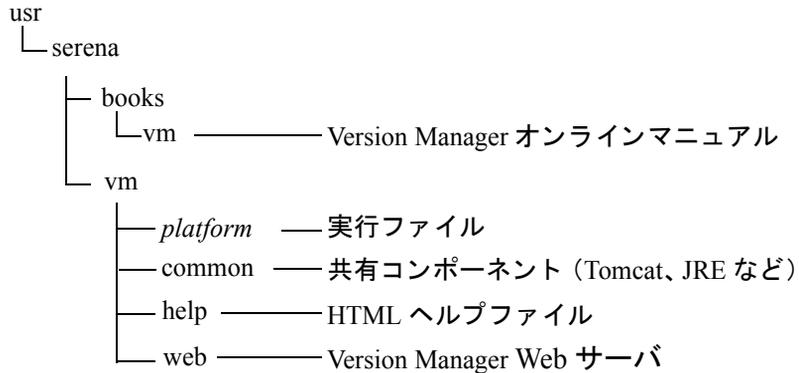 usr
serena
books
vm Version Manager オンラインマニュアル
vm
platform 実行ファイル
common 共有コンポーネント（Tomcat、JRE など）
help HTML ヘルプファイル
web Version Manager Web サーバ